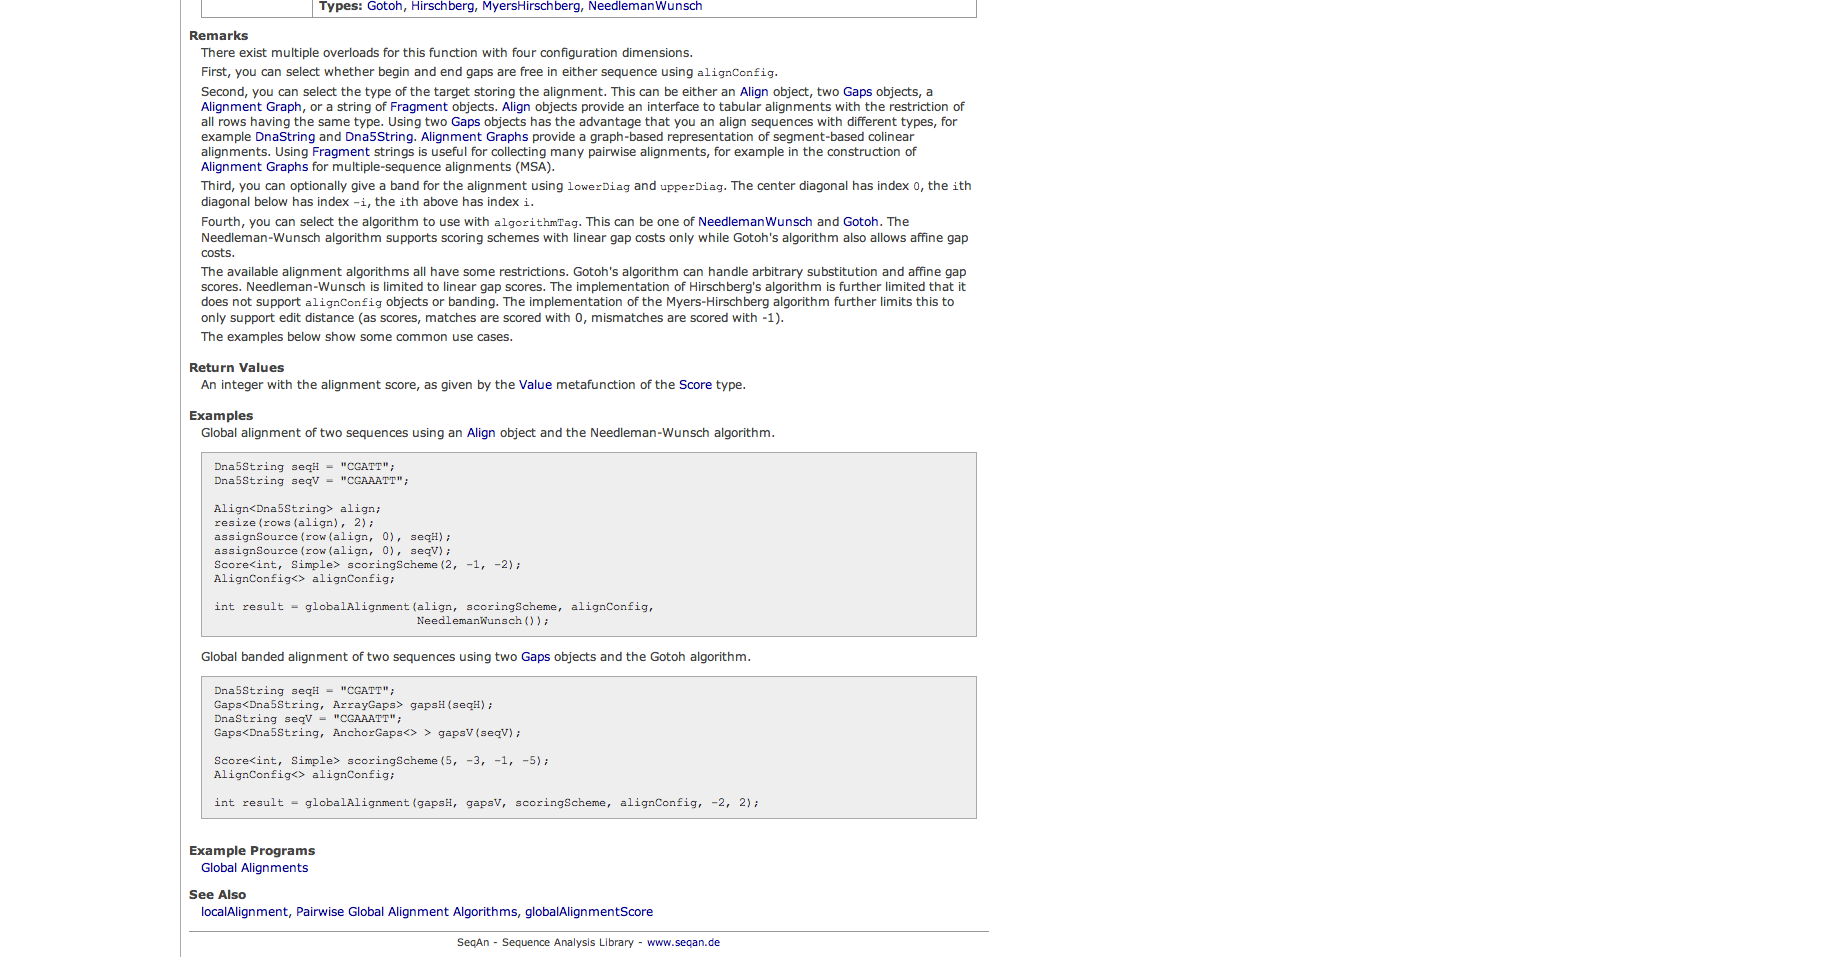 Types: Gotoh, Hirschberg, MyersHirschberg, NeedlemanWunsch
Remarks
There exist multiple overloads for this function with four configuration dimensions.
First, you can select whether begin and end gaps are free in either sequence using alignConfig.
Second, you can select the type of the target storing the alignment. This can be either an Align object, two Gaps objects, a
Alignment Graph, or a string of Fragment objects. Align objects provide an interface to tabular alignments with the restriction of
all rows having the same type. Using two Gaps objects has the advantage that you an align sequences with different types, for
example DnaString and Dna5String. Alignment Graphs provide a graph-based representation of segment-based colinear
alignments. Using Fragment strings is useful for collecting many pairwise alignments, for example in the construction of
Alignment Graphs for multiple-sequence alignments (MSA).
Third, you can optionally give a band for the alignment using lowerDiag and upperDiag. The center diagonal has index 0, the ith
diagonal below has index -i, the ith above has index i.
Fourth, you can select the algorithm to use with algorithmTag. This can be one of NeedlemanWunsch and Gotoh. The
Needleman-Wunsch algorithm supports scoring schemes with linear gap costs only while Gotoh's algorithm also allows affine gap
costs.
The available alignment algorithms all have some restrictions. Gotoh's algorithm can handle arbitrary substitution and affine gap
scores. Needleman-Wunsch is limited to linear gap scores. The implementation of Hirschberg's algorithm is further limited that it
does not support alignConfig objects or banding. The implementation of the Myers-Hirschberg algorithm further limits this to
only support edit distance (as scores, matches are scored with 0, mismatches are scored with -1).
The examples below show some common use cases.
Return Values
An integer with the alignment score, as given by the Value metafunction of the Score type.
Examples
Global alignment of two sequences using an Align object and the Needleman-Wunsch algorithm.
Dna5String seqH = "CGATT";
Dna5String seqV = "CGAAATT";
Align<Dna5String> align;
resize(rows(align), 2);
assignSource(row(align, 0), seqH);
assignSource(row(align, 0), seqV);
Score<int, Simple> scoringScheme(2, -1, -2);
AlignConfig<> alignConfig;
int result = globalAlignment(align, scoringScheme, alignConfig,
NeedlemanWunsch());
Global banded alignment of two sequences using two Gaps objects and the Gotoh algorithm.
Dna5String seqH = "CGATT";
Gaps<Dna5String, ArrayGaps> gapsH(seqH);
DnaString seqV = "CGAAATT";
Gaps<Dna5String, AnchorGaps<> > gapsV(seqV);
Score<int, Simple> scoringScheme(5, -3, -1, -5);
AlignConfig<> alignConfig;
int result = globalAlignment(gapsH, gapsV, scoringScheme, alignConfig, -2, 2);
Example Programs
Global Alignments
See Also
localAlignment, Pairwise Global Alignment Algorithms, globalAlignmentScore
SeqAn - Sequence Analysis Library - www.seqan.de